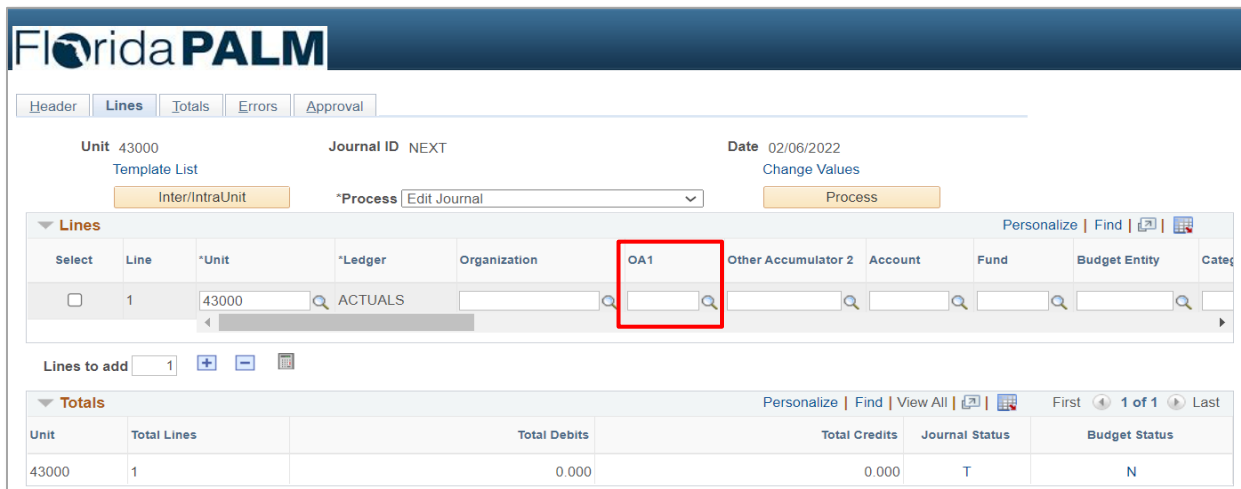 Florida PALM
Header Lines Totals Errors Approval
Unit 43000 Journal ID NEXT Date 02/06/2022
Template List Change Values
Inter/IntraUnit *Process Edit Journal Process
Lines Personalize | Find |
Select Line *Unit *Ledger Organization OA1 Other Accumulator 2 Account Fund Budget Entity Categ
1 43000 ACTUALS
Lines to add 1
Totals Personalize | Find | View All | First 1 of 1 Last
Unit Total Lines Total Debits Total Credits Journal Status Budget Status
43000 1 0.000 0.000 T N